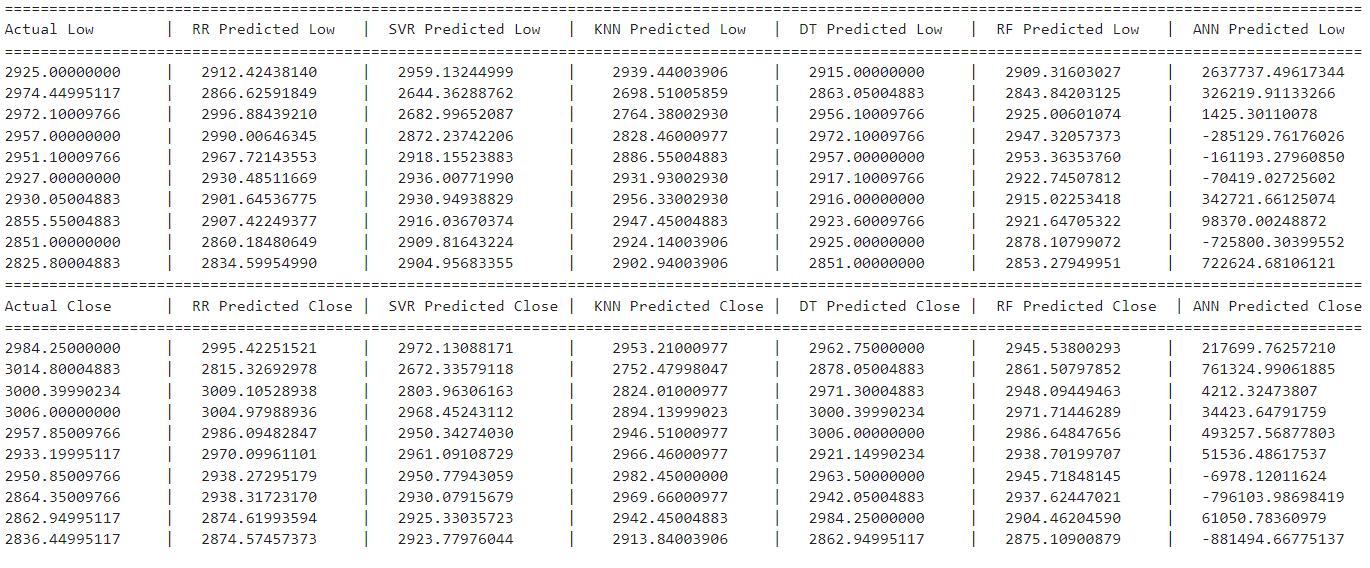 ========================================================================================================================================================
Actual Low | RR Predicted Low | SVR Predicted Low | KNN Predicted Low | DT Predicted Low | RF Predicted Low | ANN Predicted Low
========================================================================================================================================================
2925.00000000 | 2912.42438140 | 2959.13244999 | 2939.44003906 | 2915.00000000 | 2909.31603027 | 2637737.49617344
2974.44995117 | 2866.62591849 | 2644.36288762 | 2698.51005859 | 2863.05004883 | 2843.84203125 | 326219.91133266
2972.10009766 | 2996.88439210 | 2682.99652087 | 2764.38002930 | 2956.10009766 | 2925.00601074 | 1425.30110078
2957.00000000 | 2990.00646345 | 2872.23742206 | 2828.46000977 | 2972.10009766 | 2947.32057373 | -285129.76176026
2951.10009766 | 2967.72143553 | 2918.15523883 | 2886.55004883 | 2957.00000000 | 2953.36353760 | -161193.27960850
2927.00000000 | 2930.48511669 | 2936.00771990 | 2931.93002930 | 2917.10009766 | 2922.74507812 | -70419.02725602
2930.05004883 | 2901.64536775 | 2930.94938829 | 2956.33002930 | 2916.00000000 | 2915.02253418 | 342721.66125074
2855.55004883 | 2907.42249377 | 2916.03670374 | 2947.45004883 | 2923.60009766 | 2921.64705322 | 98370.00248872
2851.00000000 | 2860.18480649 | 2909.81643224 | 2924.14003906 | 2925.00000000 | 2878.10799072 | -725800.30399552
2825.80004883 | 2834.59954990 | 2904.95683355 | 2902.94003906 | 2851.00000000 | 2853.27949951 | 722624.68106121
========================================================================================================================================================
Actual Close | RR Predicted Close | SVR Predicted Close | KNN Predicted Close | DT Predicted Close | RF Predicted Close | ANN Predicted Close
========================================================================================================================================================
2984.25000000 | 2995.42251521 | 2972.13088171 | 2953.21000977 | 2962.75000000 | 2945.53800293 | 217699.76257210
3014.80004883 | 2815.32692978 | 2672.33579118 | 2752.47998047 | 2878.05004883 | 2861.50797852 | 761324.99061885
3000.39990234 | 3009.10528938 | 2803.96306163 | 2824.01000977 | 2971.30004883 | 2948.09449463 | 4212.32473807
3006.00000000 | 3004.97988936 | 2968.45243112 | 2894.13999023 | 3000.39990234 | 2971.71446289 | 34423.64791759
2957.85009766 | 2986.09482847 | 2950.34274030 | 2946.51000977 | 3006.00000000 | 2986.64847656 | 493257.56877803
2933.19995117 | 2970.09961101 | 2961.09108729 | 2966.46000977 | 2921.14990234 | 2938.70199707 | 51536.48617537
2950.85009766 | 2938.27295179 | 2950.77943059 | 2982.45000000 | 2963.50000000 | 2945.71848145 | -6978.12011624
2864.35009766 | 2938.31723170 | 2930.07915679 | 2969.66000977 | 2942.05004883 | 2937.62447021 | -796103.98698419
2862.94995117 | 2874.61993594 | 2925.33035723 | 2942.45004883 | 2984.25000000 | 2904.46204590 | 61050.78360979
2836.44995117 | 2874.57457373 | 2923.77976044 | 2913.84003906 | 2862.94995117 | 2875.10900879 | -881494.66775137